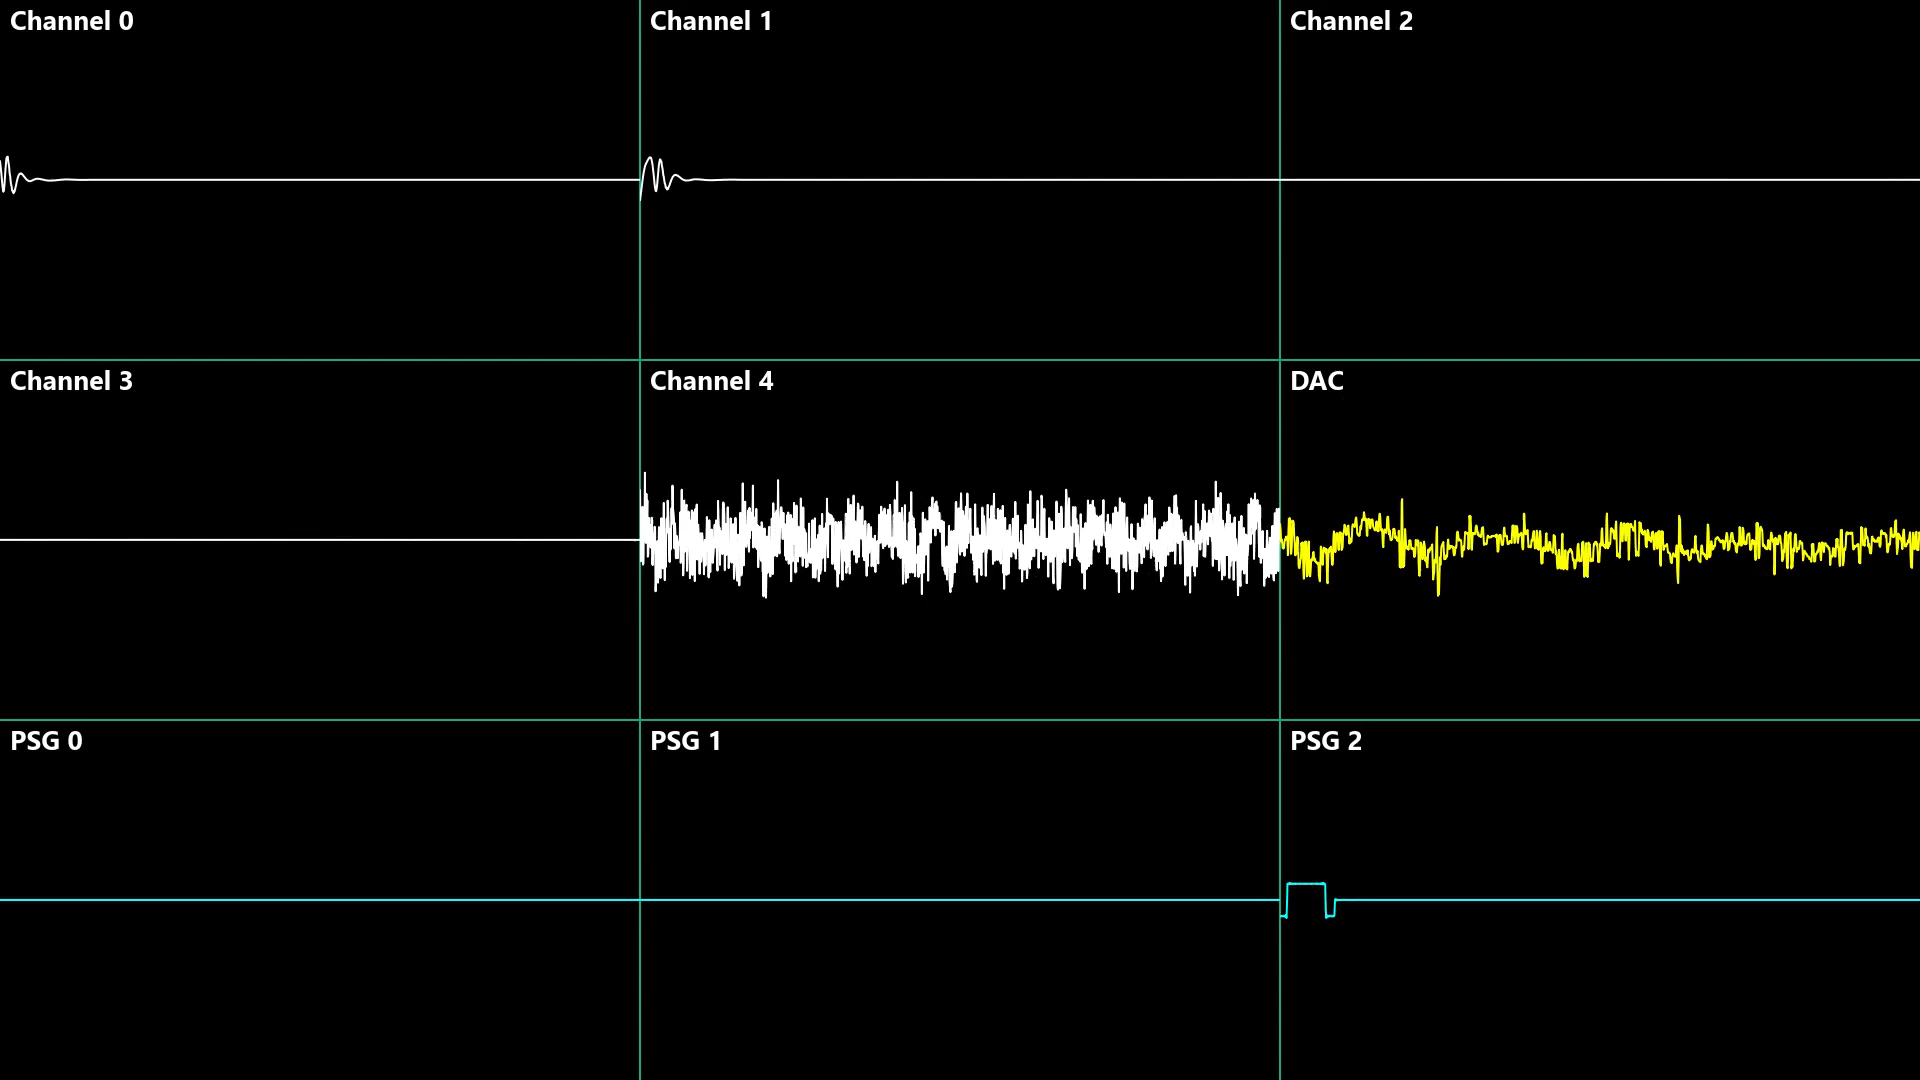 Channel 0
Channel 1
Channel 2
Channel 3
Channel 4
DAC
PSG 0
PSG 1
PSG 2